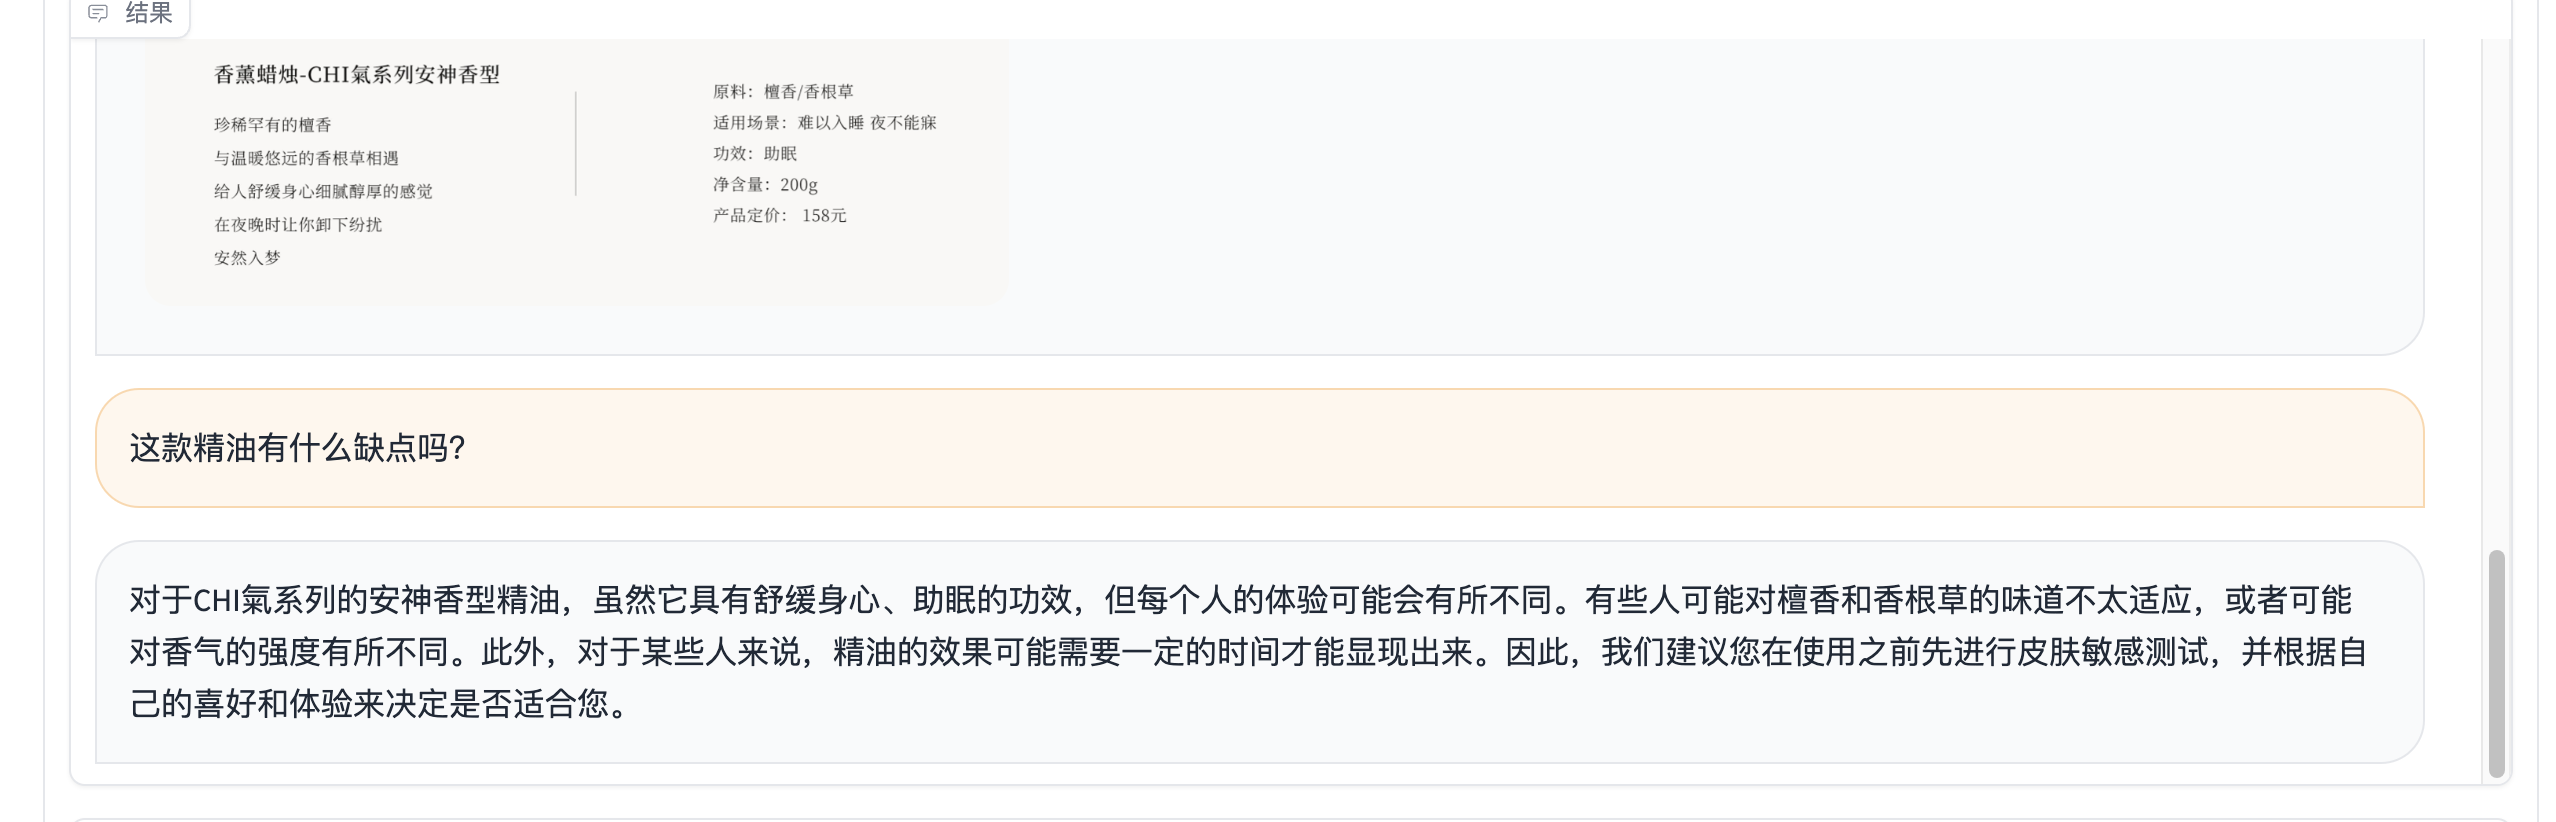 结果
香薰蜡烛-CHI氣系列安神香型
珍稀罕有的檀香
与温暖悠远的香根草相遇
给人舒缓身心细腻醇厚的感觉
在夜晚时让你卸下纷扰
安然入梦
原料：檀香/香根草
适用场景：难以入睡 夜不能寐
功效：助眠
净含量：200g
产品定价： 158元
这款精油有什么缺点吗？
对于CHI氣系列的安神香型精油，虽然它具有舒缓身心、助眠的功效，但每个人的体验可能会有所不同。有些人可能对檀香和香根草的味道不太适应，或者可能
对香气的强度有所不同。此外，对于某些人来说，精油的效果可能需要一定的时间才能显现出来。因此，我们建议您在使用之前先进行皮肤敏感测试，并根据自
己的喜好和体验来决定是否适合您。